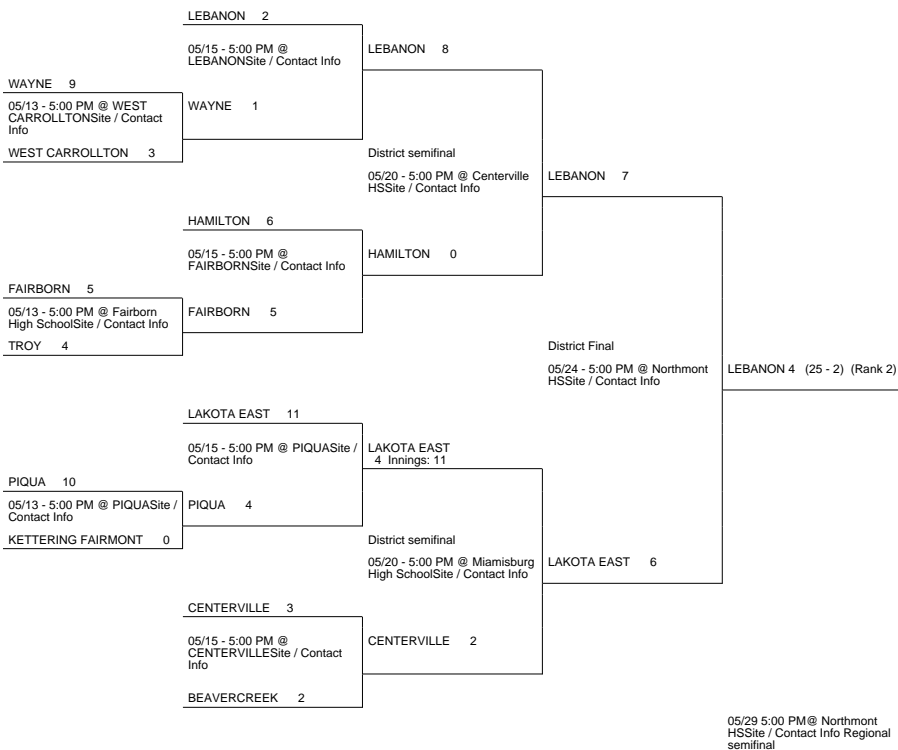 LEBANON 2
05/15 - 5:00 PM @
LEBANONSite / Contact Info
LEBANON 8
WAYNE 9
05/13 - 5:00 PM @ WEST
CARROLLTONSite / Contact
Info
WAYNE 1
WEST CARROLLTON 3
District semifinal
05/20 - 5:00 PM @ Centerville
HSSite / Contact Info
LEBANON 7
HAMILTON 6
05/15 - 5:00 PM @
FAIRBORNSite / Contact Info
HAMILTON 0
FAIRBORN 5
05/13 - 5:00 PM @ Fairborn
High SchoolSite / Contact Info
FAIRBORN 5
TROY 4
District Final
05/24 - 5:00 PM @ Northmont
HSSite / Contact Info
LEBANON 4 (25 - 2) (Rank 2)
LAKOTA EAST 11
05/15 - 5:00 PM @ PIQUASite /
Contact Info
LAKOTA EAST
4 Innings: 11
PIQUA 10
05/13 - 5:00 PM @ PIQUASite /
Contact Info
PIQUA 4
KETTERING FAIRMONT 0
District semifinal
05/20 - 5:00 PM @ Miamisburg
High SchoolSite / Contact Info
LAKOTA EAST 6
CENTERVILLE 3
05/15 - 5:00 PM @
CENTERVILLESite / Contact
Info
CENTERVILLE 2
BEAVERCREEK 2
05/29 5:00 PM@ Northmont
HSSite / Contact Info Regional
semifinal